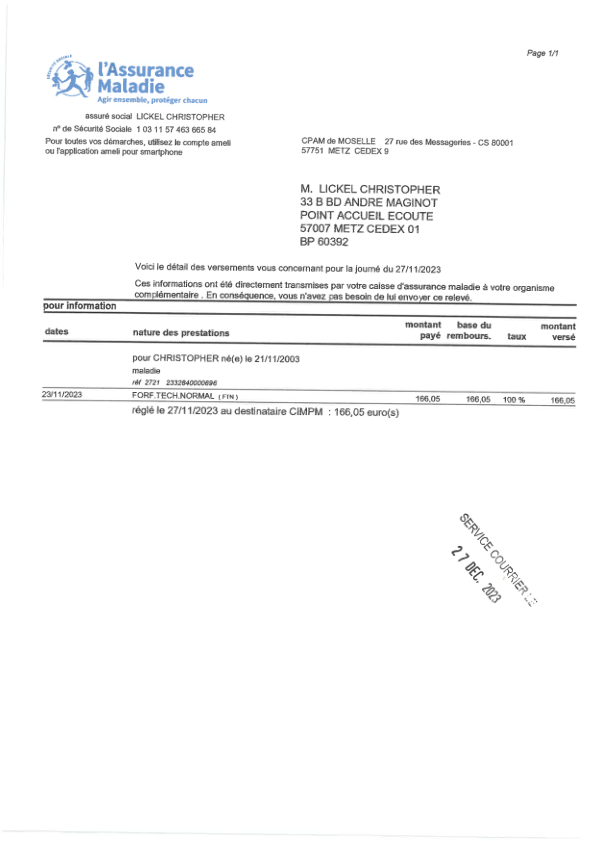 Page 1/1
SÉCURITÉ SOCIALE
l'Assurance
Maladie
Agir ensemble, protéger chacun
assuré social LICKEL CHRISTOPHER
n° de Sécurité Sociale 1 03 11 57 463 665 84
Pour toutes vos démarches, utilisez le compte ameli
ou l'application ameli pour smartphone
CPAM de MOSELLE 27 rue des Messageries - CS 80001
57751 METZ CEDEX 9
M. LICKEL CHRISTOPHER
33 B BD ANDRE MAGINOT
POINT ACCUEIL ECOUTE
57007 METZ CEDEX 01
BP 60392
Voici le détail des versements vous concernant pour la journé du 27/11/2023
Ces informations ont été directement transmises par votre caisse d'assurance maladie à votre organisme
complémentaire . En conséquence, vous n'avez pas besoin de lui envoyer ce relevé.
pour information
dates nature des prestations montant payé base du rembours. taux montant versé
pour CHRISTOPHER né(e) le 21/11/2003
maladie
réf 2721 2332840000696
23/11/2023 FORF.TECH.NORMAL (FIN) 166,05 166,05 100 % 166,05
réglé le 27/11/2023 au destinataire CIMPM : 166,05 euro(s)
SERVICE COURRIER
27 DEC. 2023